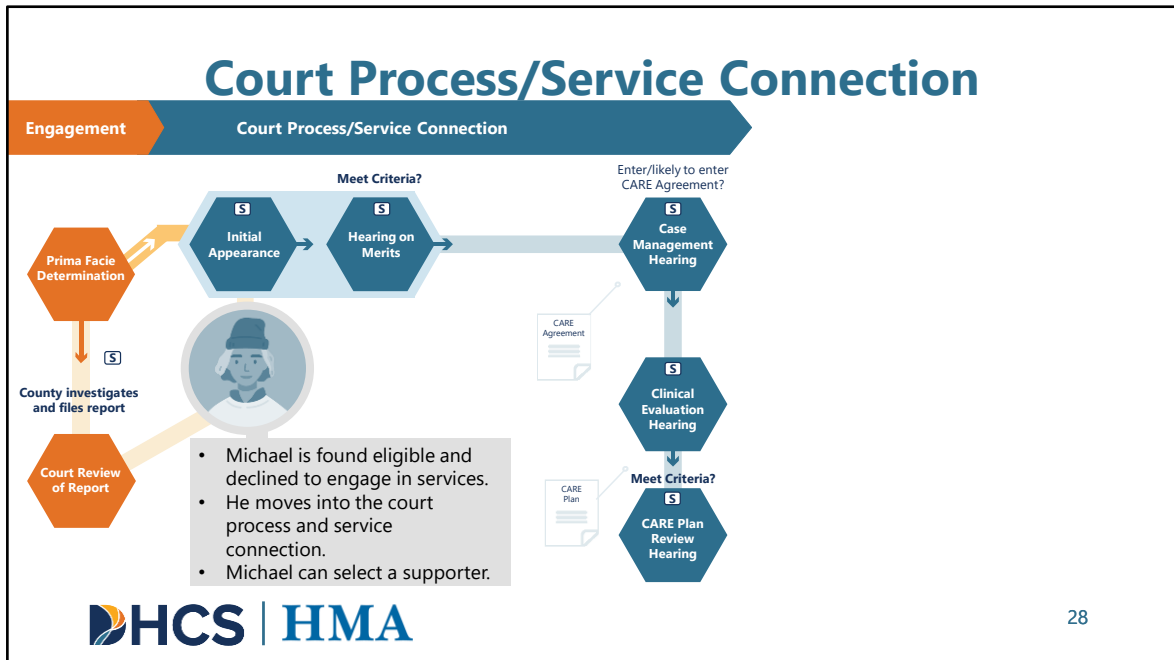 Court Process/Service Connection
Engagement
Court Process/Service Connection
Meet Criteria?
Enter/likely to enter
CARE Agreement?
S
Initial
Appearance
S
Hearing on
Merits
S
Case
Management
Hearing
Prima Facie
Determination
S
County investigates
and files report
Court Review
of Report
CARE
Agreement
S
Clinical
Evaluation
Hearing
Meet Criteria?
CARE
Plan
S
CARE Plan
Review
Hearing
• Michael is found eligible and
declined to engage in services.
• He moves into the court
process and service
connection.
• Michael can select a supporter.
DHCS | HMA
28